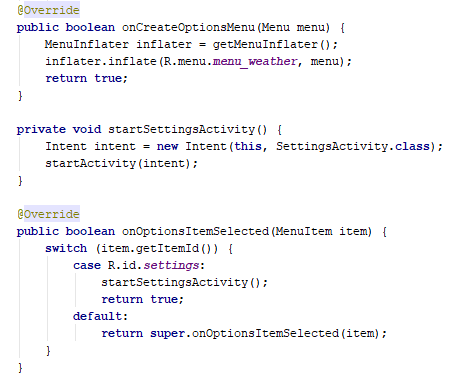 @Override
public boolean onCreateOptionsMenu(Menu menu) {
    MenuInflater inflater = getMenuInflater();
    inflater.inflate(R.menu.menu_weather, menu);
    return true;
}

private void startSettingsActivity() {
    Intent intent = new Intent(this, SettingsActivity.class);
    startActivity(intent);
}

@Override
public boolean onOptionsItemSelected(MenuItem item) {
    switch (item.getItemId()) {
        case R.id.settings:
            startSettingsActivity();
            return true;
        default:
            return super.onOptionsItemSelected(item);
    }
}